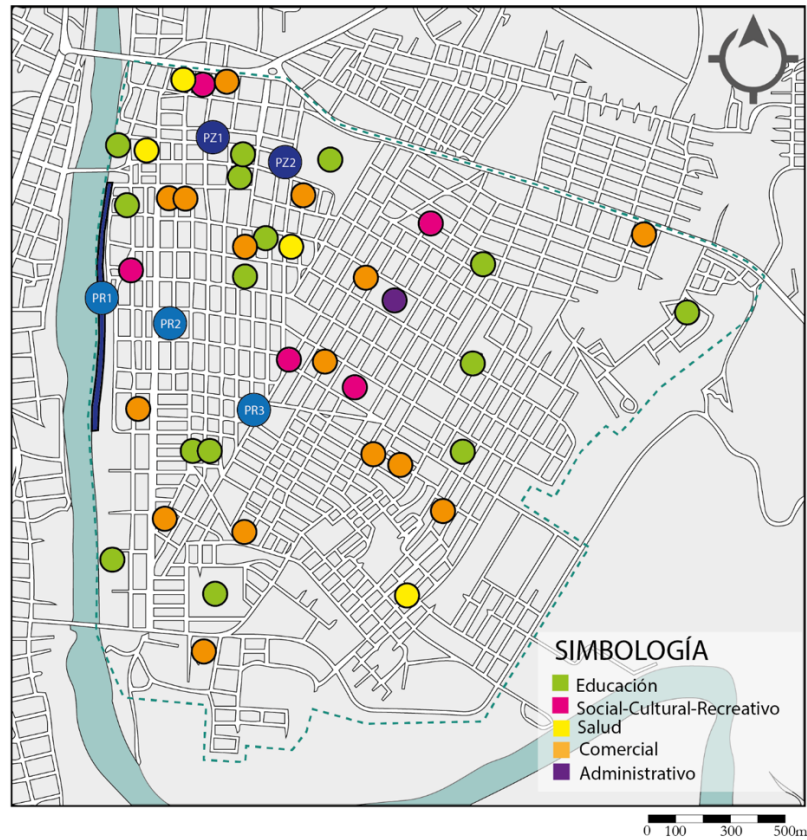 PZ1
PZ2
PR1
PR2
PR3
SIMBOLOGÍA
Educación
Social-Cultural-Recreativo
Salud
Comercial
Administrativo
0 100 300 500m